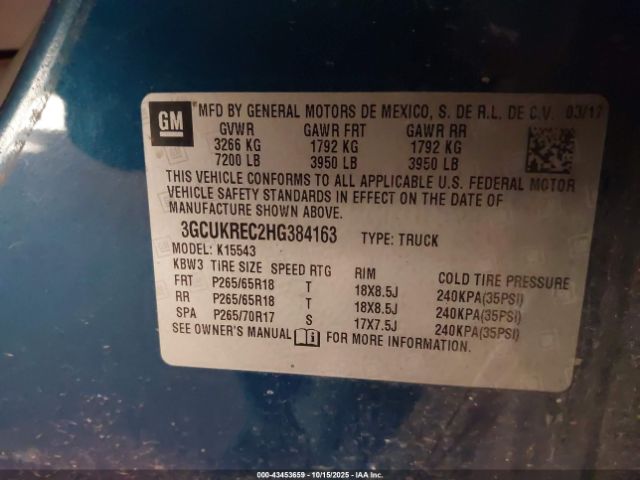 GM MFD BY GENERAL MOTORS DE MEXICO, S. DE R.L. DE C.V. 03/17
GVWR GAWR FRT GAWR RR
3266 KG 1792 KG 1792 KG
7200 LB 3950 LB 3950 LB
THIS VEHICLE CONFORMS TO ALL APPLICABLE U.S. FEDERAL MOTOR
VEHICLE SAFETY STANDARDS IN EFFECT ON THE DATE OF
MANUFACTURE SHOWN ABOVE.
3GCUKREC2HG384163 TYPE: TRUCK
MODEL: K15543
KBW3 TIRE SIZE SPEED RTG RIM COLD TIRE PRESSURE
FRT P265/65R18 T 18X8.5J 240KPA(35PSI)
RR P265/65R18 T 18X8.5J 240KPA(35PSI)
SPA P265/70R17 S 17X7.5J 240KPA(35PSI)
SEE OWNER'S MANUAL FOR MORE INFORMATION.
000-43453659 - 10/15/2025 - IAAI.com